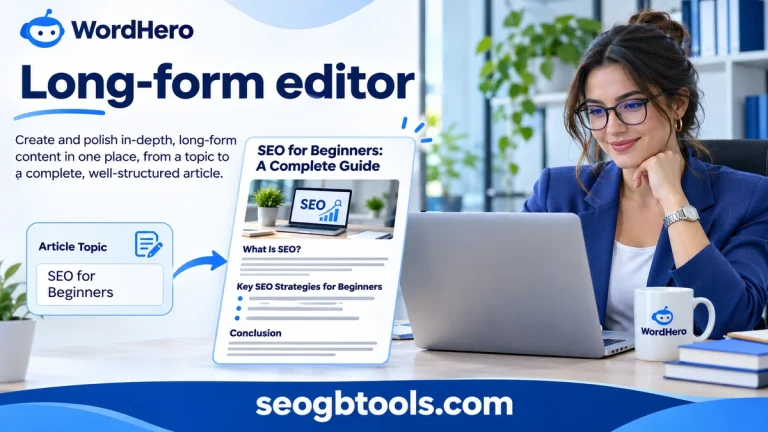 WordHero
Long-form editor
Create and polish in-depth, long-form
content in one place, from a topic to
a complete, well-structured article.
Article Topic
SEO for
Beginners
SEO for Beginners:
A Complete Guide
SEO
What Is SEO?
Key SEO Strategies for Beginners
Conclusion
WordHero
seogbtools.com